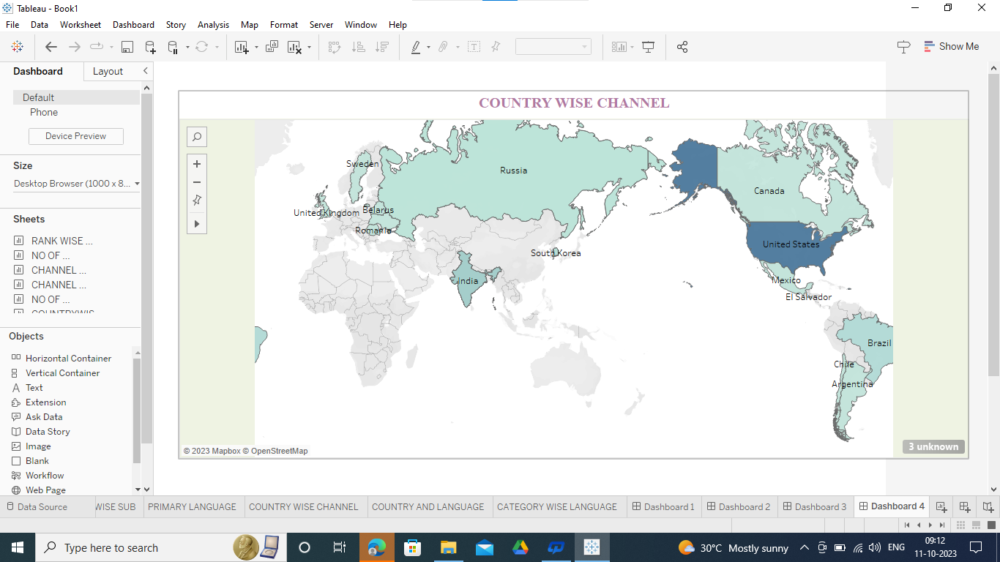 Tableau - Book1
File Data Worksheet Dashboard Story Analysis Map Format Server Window Help
Show Me
Dashboard Layout
Default
Phone
Device Preview
Size
Desktop Browser (1000 x 8...
Sheets
RANK WISE ...
NO OF ...
CHANNEL ...
CHANNEL ...
NO OF ...
COUNTRYWIS
Objects
Horizontal Container
Vertical Container
Text
Extension
Ask Data
Data Story
Image
Blank
Workflow
Web Page
COUNTRY WISE CHANNEL
Sweden
Russia
Canada
United Kingdom
Belarus
Romania
United States
South Korea
India
Mexico
El Salvador
Brazil
Chile
Argentina
© 2023 Mapbox © OpenStreetMap
3 unknown
Data Source WISE SUB PRIMARY LANGUAGE COUNTRY WISE CHANNEL COUNTRY AND LANGUAGE CATEGORY WISE LANGUAGE Dashboard 1 Dashboard 2 Dashboard 3 Dashboard 4
Type here to search
30°C Mostly sunny
ENG
09:12
11-10-2023